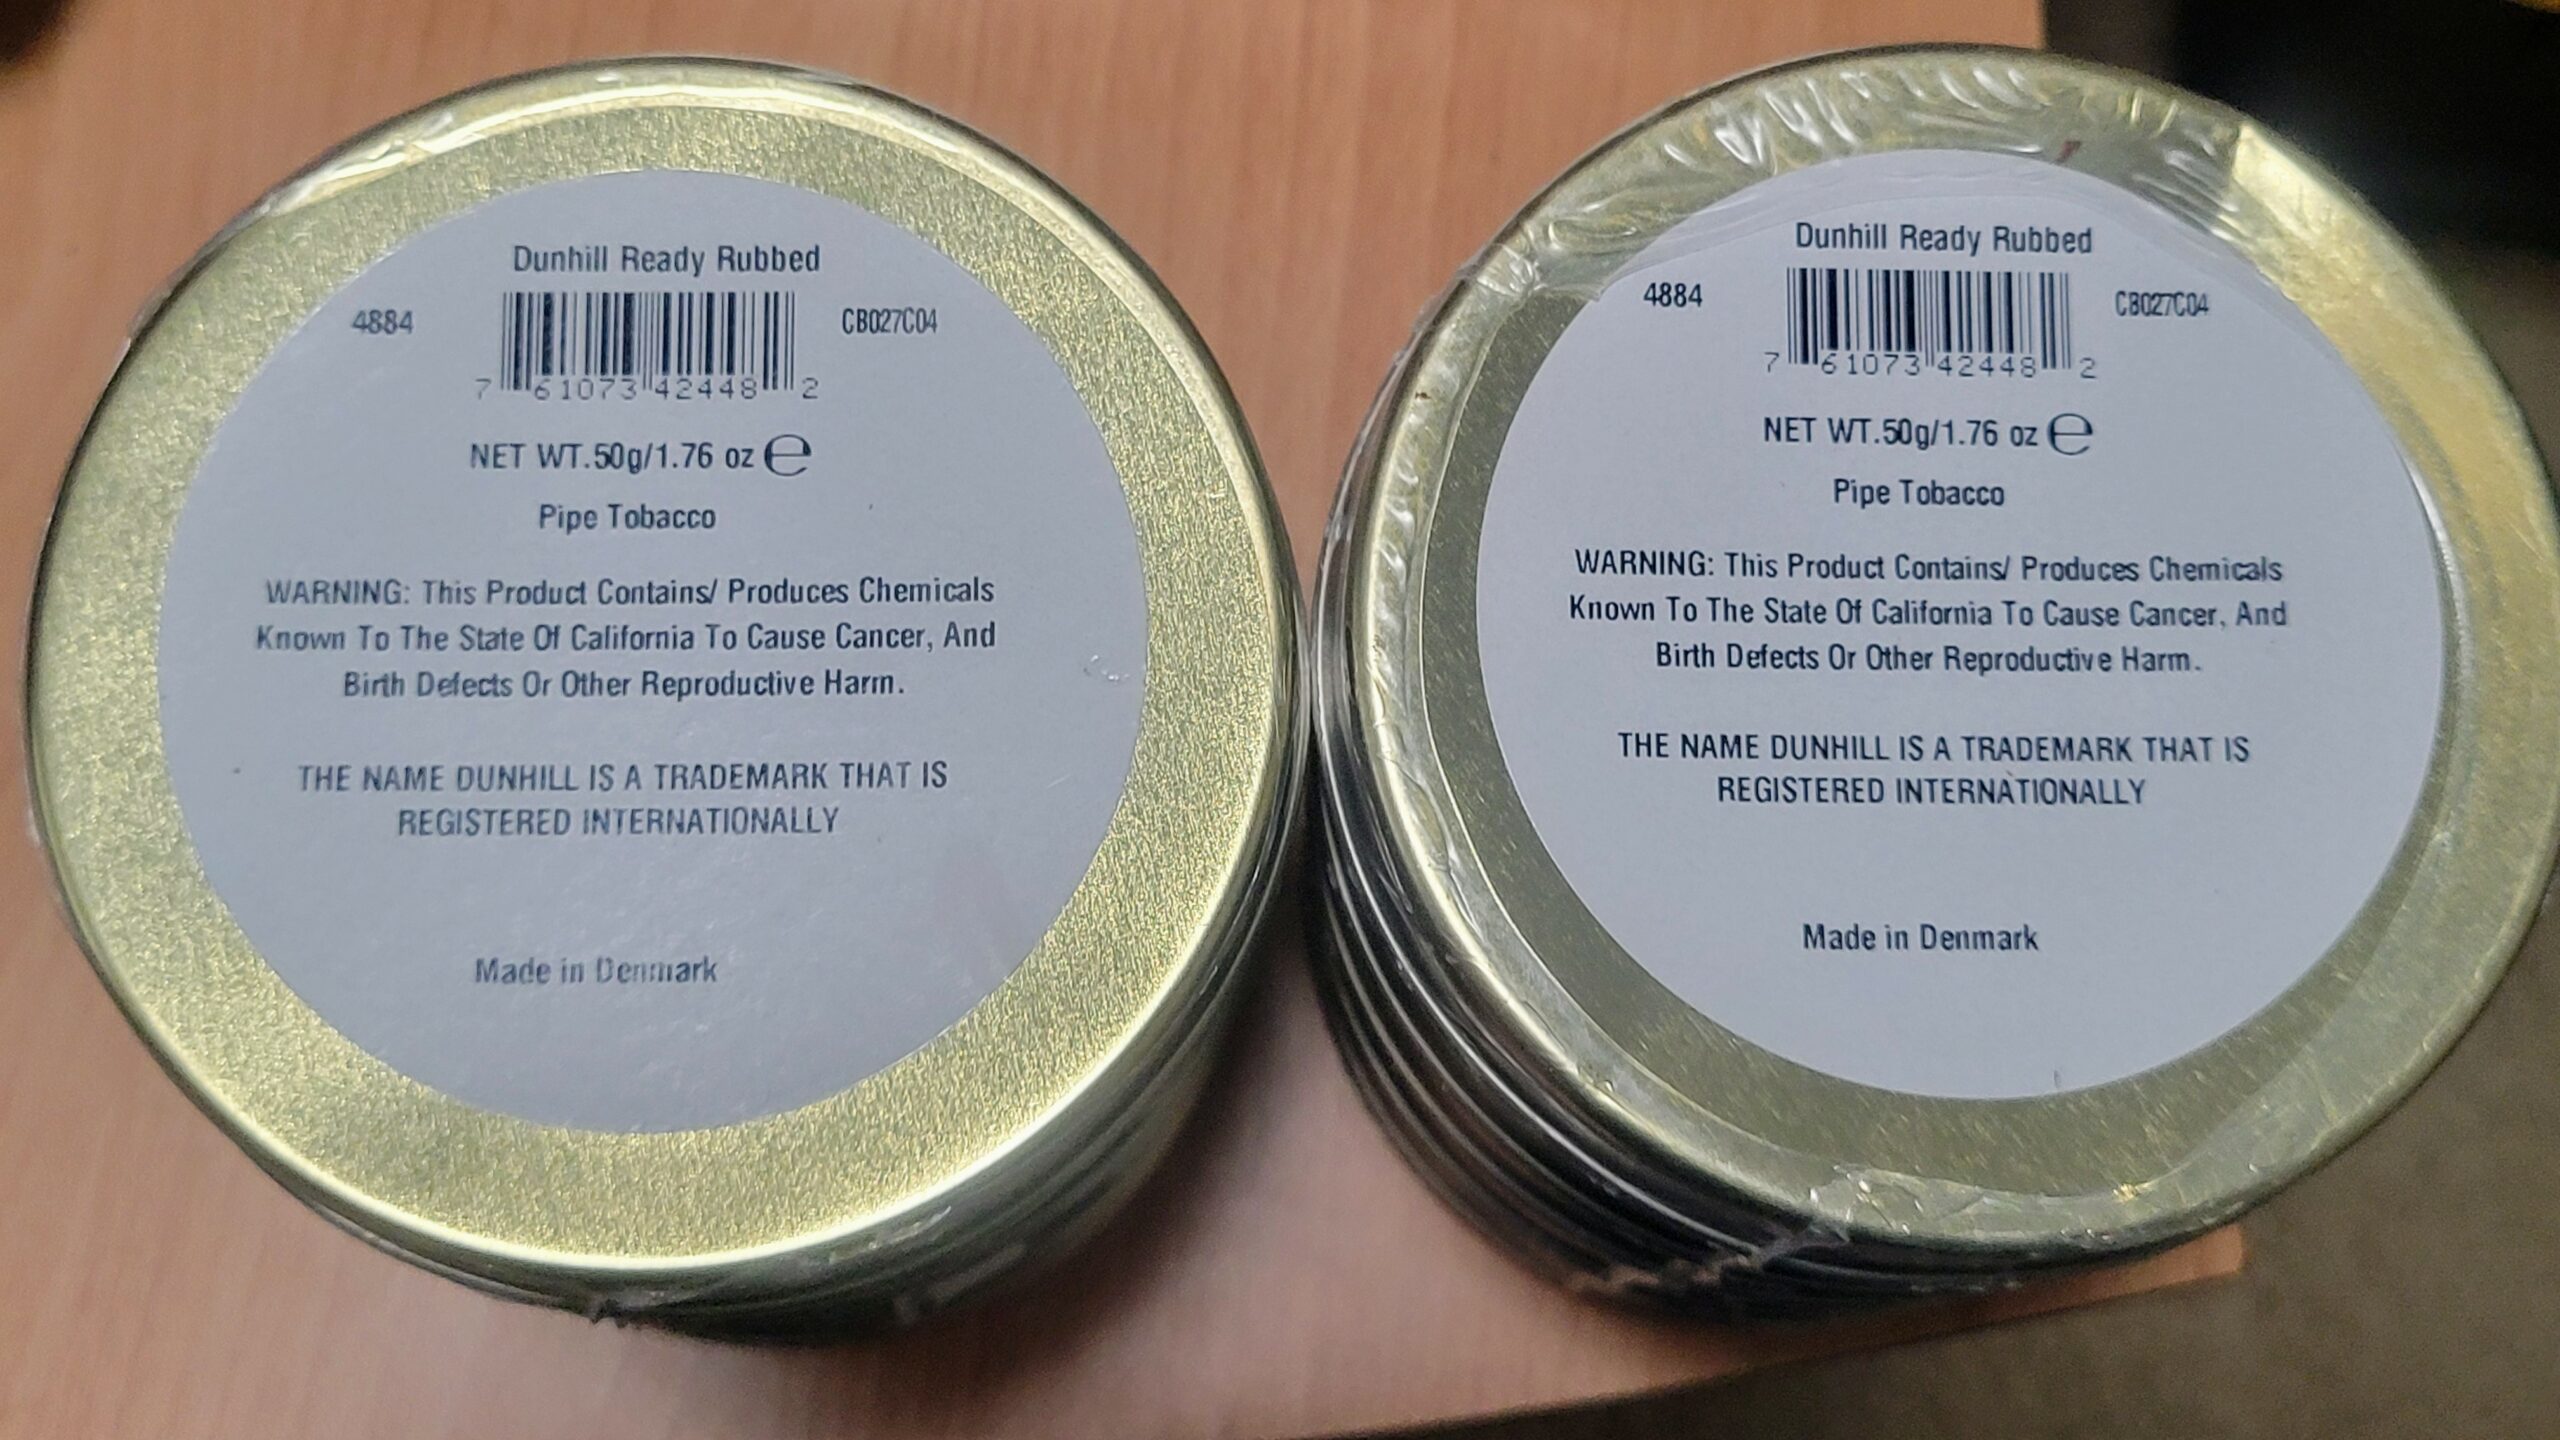 Dunhill Ready Rubbed
4884
CB027C04
7 61073 42448 2
NET WT.50g/1.76 oz ℮
Pipe Tobacco
WARNING: This Product Contains/ Produces Chemicals
Known To The State Of California To Cause Cancer, And
Birth Defects Or Other Reproductive Harm.
THE NAME DUNHILL IS A TRADEMARK THAT IS
REGISTERED INTERNATIONALLY
Made in Denmark
Dunhill Ready Rubbed
4884
CB027C04
7 61073 42448 2
NET WT.50g/1.76 oz ℮
Pipe Tobacco
WARNING: This Product Contains/ Produces Chemicals
Known To The State Of California To Cause Cancer, And
Birth Defects Or Other Reproductive Harm.
THE NAME DUNHILL IS A TRADEMARK THAT IS
REGISTERED INTERNATIONALLY
Made in Denmark